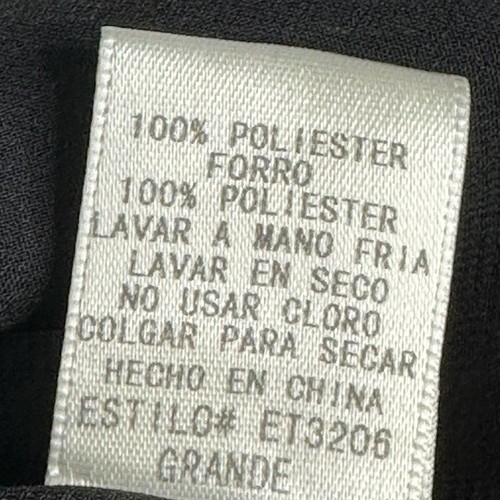 100% POLIESTER
FORRO
100% POLIESTER
LAVAR A MANO FRIA
LAVAR EN SECO
NO USAR CLORO
COLGAR PARA SECAR
HECHO EN CHINA
ESTILO# ET3206
GRANDE